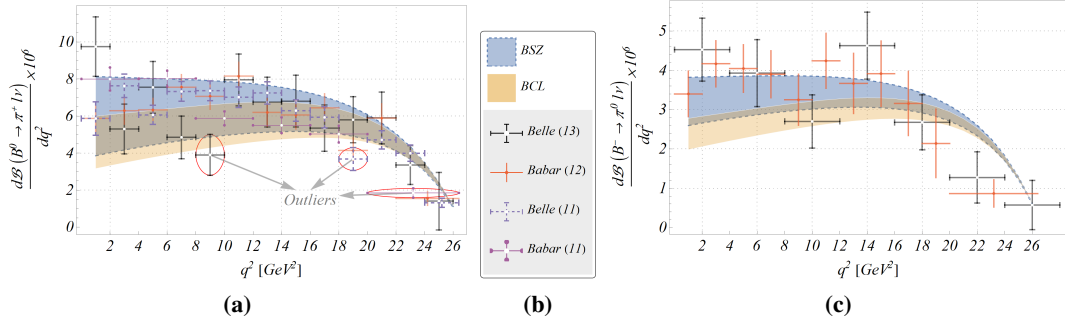 dℬ(B⁰ → π⁺ lν)/dq² ×10⁶
10
8
6
4
2
0
Outliers
2 4 6 8 10 12 14 16 18 20 22 24 26
q² [GeV²]
(a)
BSZ
BCL
Belle (13)
Babar (12)
Belle (11)
Babar (11)
(b)
dℬ(B⁻ → π⁰ lν)/dq² ×10⁶
6
5
4
3
2
1
0
2 4 6 8 10 12 14 16 18 20 22 24 26
q² [GeV²]
(c)